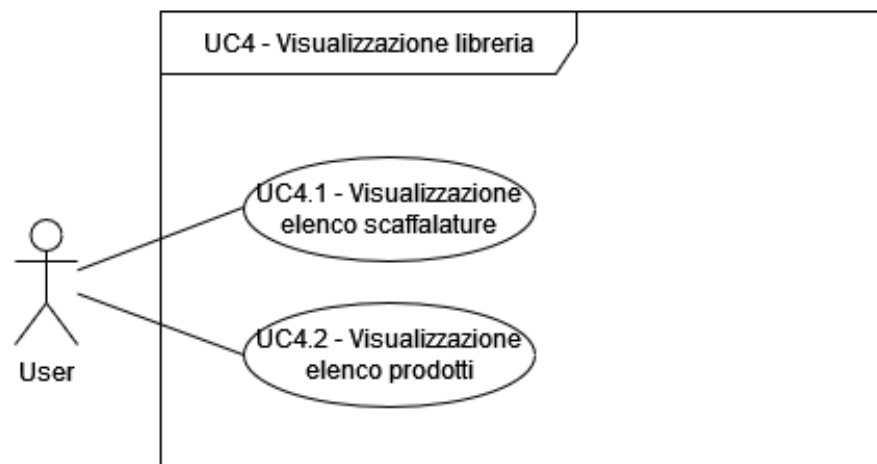 UC4 - Visualizzazione libreria
UC4.1 - Visualizzazione
elenco scaffalature
UC4.2 - Visualizzazione
elenco prodotti
User